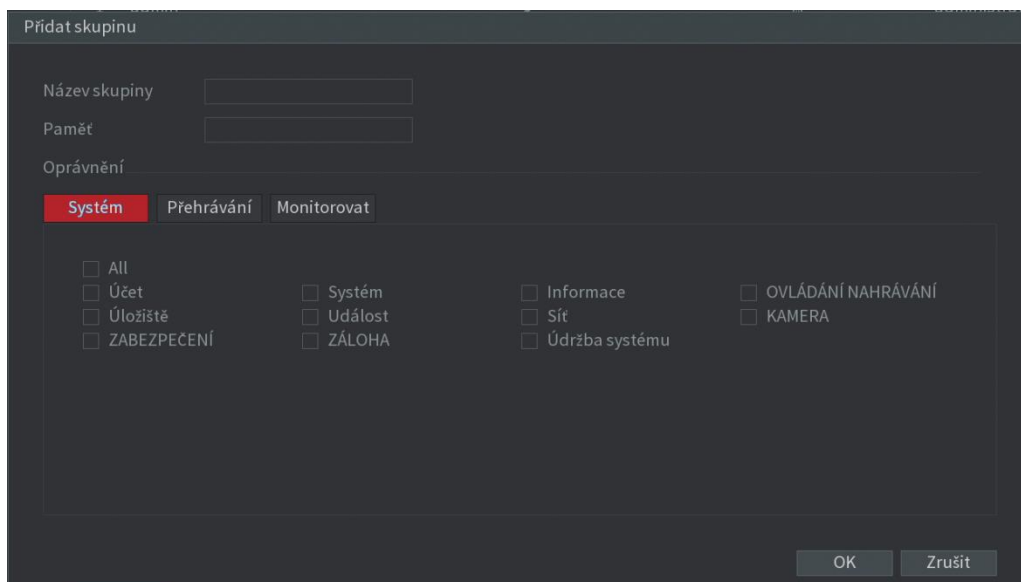 Přidat skupinu
Název skupiny
Paměť
Oprávnění
Systém Přehrávání Monitorovat
All
Účet Systém Informace OVLÁDÁNÍ NAHRÁVÁNÍ
Úložiště Událost Síť KAMERA
ZABEZPEČENÍ ZÁLOHA Údržba systému
OK Zrušit